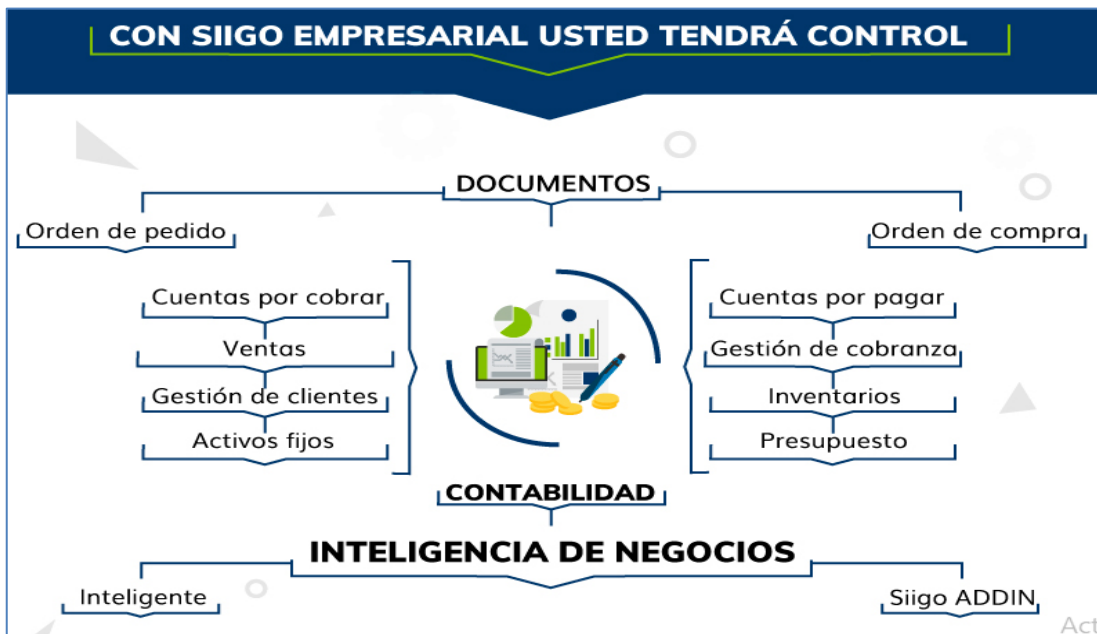 CON SIIGO EMPRESARIAL USTED TENDRÁ CONTROL
DOCUMENTOS
Orden de pedido
Orden de compra
Cuentas por cobrar
Ventas
Gestión de clientes
Activos fijos
Cuentas por pagar
Gestión de cobranza
Inventarios
Presupuesto
CONTABILIDAD
INTELIGENCIA DE NEGOCIOS
Inteligente
Siigo ADDIN
Act